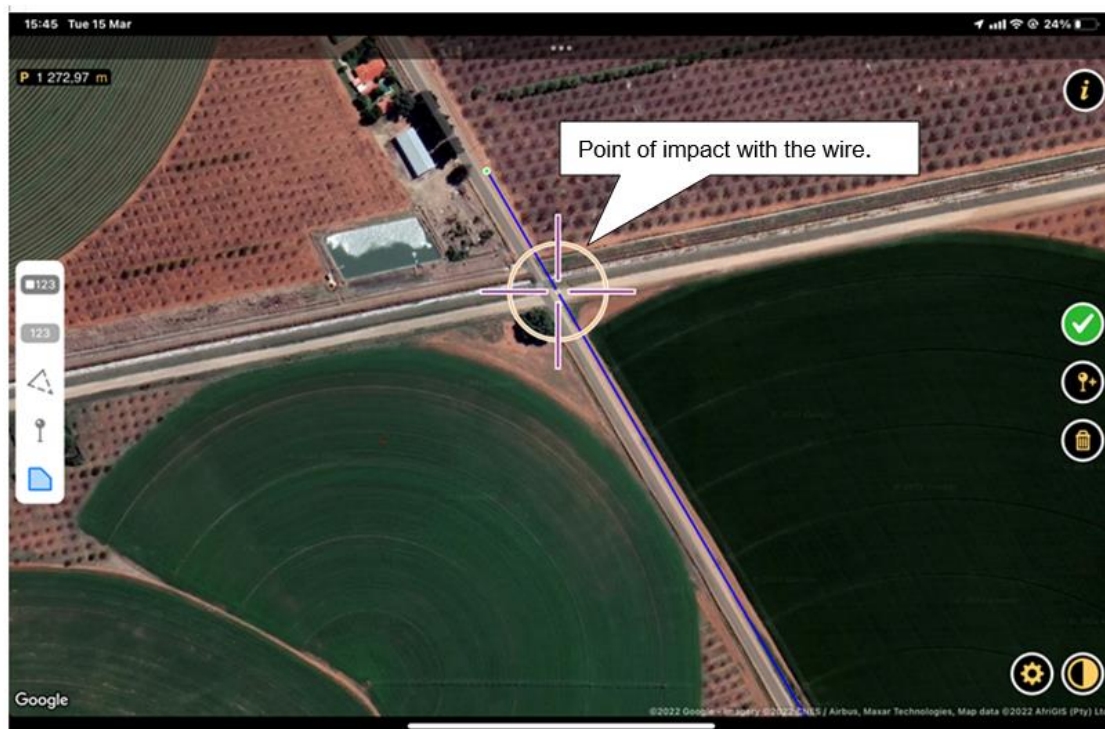 15:45 Tue 15 Mar
24%
P 1 272,97 m
i
Point of impact with the wire.
123
123
Google
©2022 Google - Imagery ©2022 CNES / Airbus, Maxar Technologies, Map data ©2022 AfriGIS (Pty) Lt